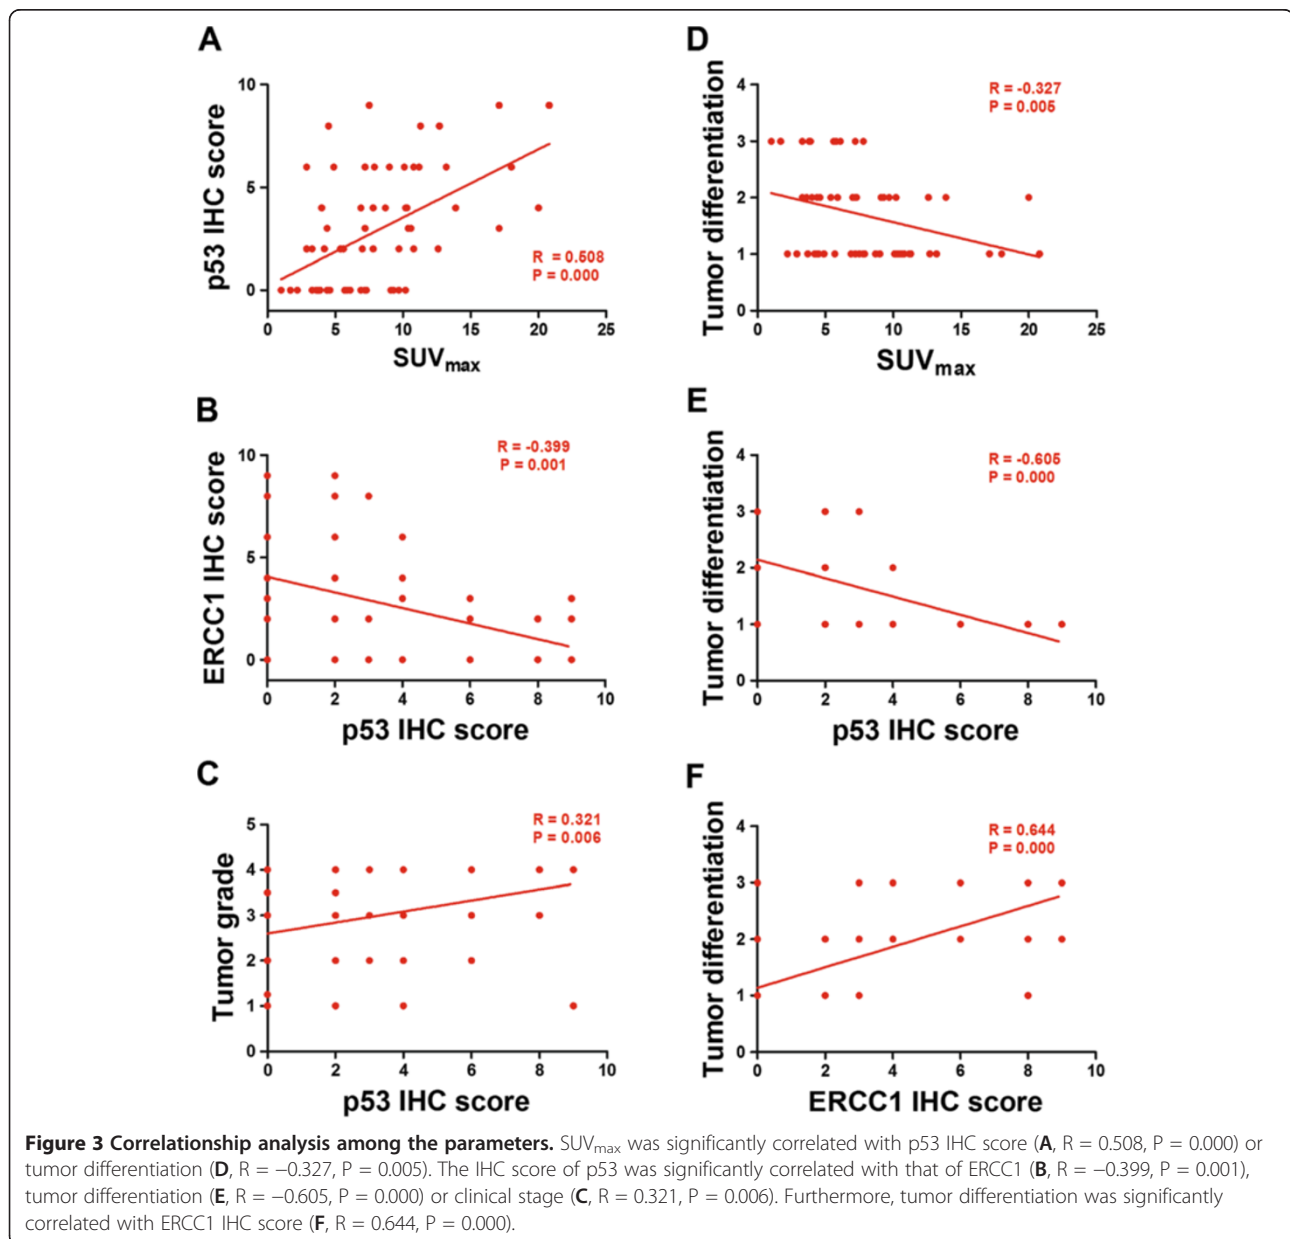 A
10
5
0
p53 IHC score
R = 0.508
P = 0.000
0 5 10 15 20 25
SUVmax
D
4
3
2
1
0
Tumor differentiation
R = -0.327
P = 0.005
0 5 10 15 20 25
SUVmax
B
10
5
0
ERCC1 IHC score
R = -0.399
P = 0.001
0 2 4 6 8 10
p53 IHC score
E
4
3
2
1
0
Tumor differentiation
R = -0.605
P = 0.000
0 2 4 6 8 10
p53 IHC score
C
5
4
3
2
1
0
Tumor grade
R = 0.321
P = 0.006
0 2 4 6 8 10
p53 IHC score
F
4
3
2
1
0
Tumor differentiation
R = 0.644
P = 0.000
0 2 4 6 8 10
ERCC1 IHC score
Figure 3 Correlationship analysis among the parameters. SUVmax was significantly correlated with p53 IHC score (A, R = 0.508, P = 0.000) or
tumor differentiation (D, R = −0.327, P = 0.005). The IHC score of p53 was significantly correlated with that of ERCC1 (B, R = −0.399, P = 0.001),
tumor differentiation (E, R = −0.605, P = 0.000) or clinical stage (C, R = 0.321, P = 0.006). Furthermore, tumor differentiation was significantly
correlated with ERCC1 IHC score (F, R = 0.644, P = 0.000).